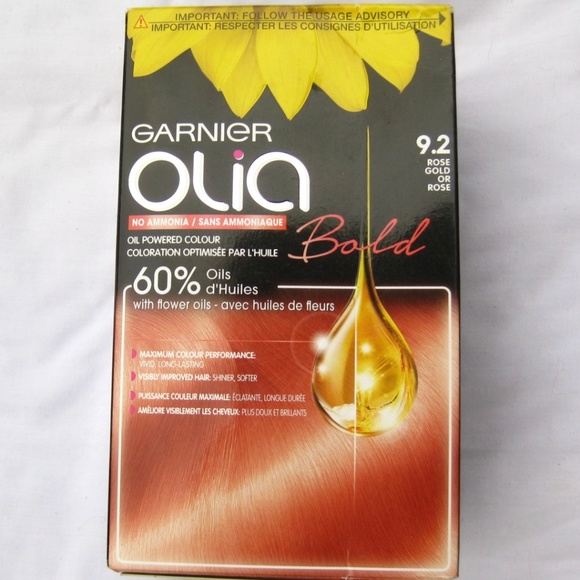 IMPORTANT: FOLLOW THE USAGE ADVISORY
IMPORTANT: RESPECTER LES CONSIGNES D'UTILISATION
GARNIER
OLIA
9.2
ROSE
GOLD
OR
ROSE
NO AMMONIA / SANS AMMONIAQUE
Bold
OIL POWERED COLOUR
COLORATION OPTIMISÉE PAR L'HUILE
60% Oils
d'Huiles
with flower oils - avec huiles de fleurs
MAXIMUM COLOUR PERFORMANCE:
VIVID, LONG-LASTING
VISIBLY IMPROVED HAIR: SHINIER, SOFTER
PUISSANCE COULEUR MAXIMALE: ÉCLATANTE, LONGUE DURÉE
AMÉLIORE VISIBLEMENT LES CHEVEUX: PLUS DOUX ET BRILLANTS